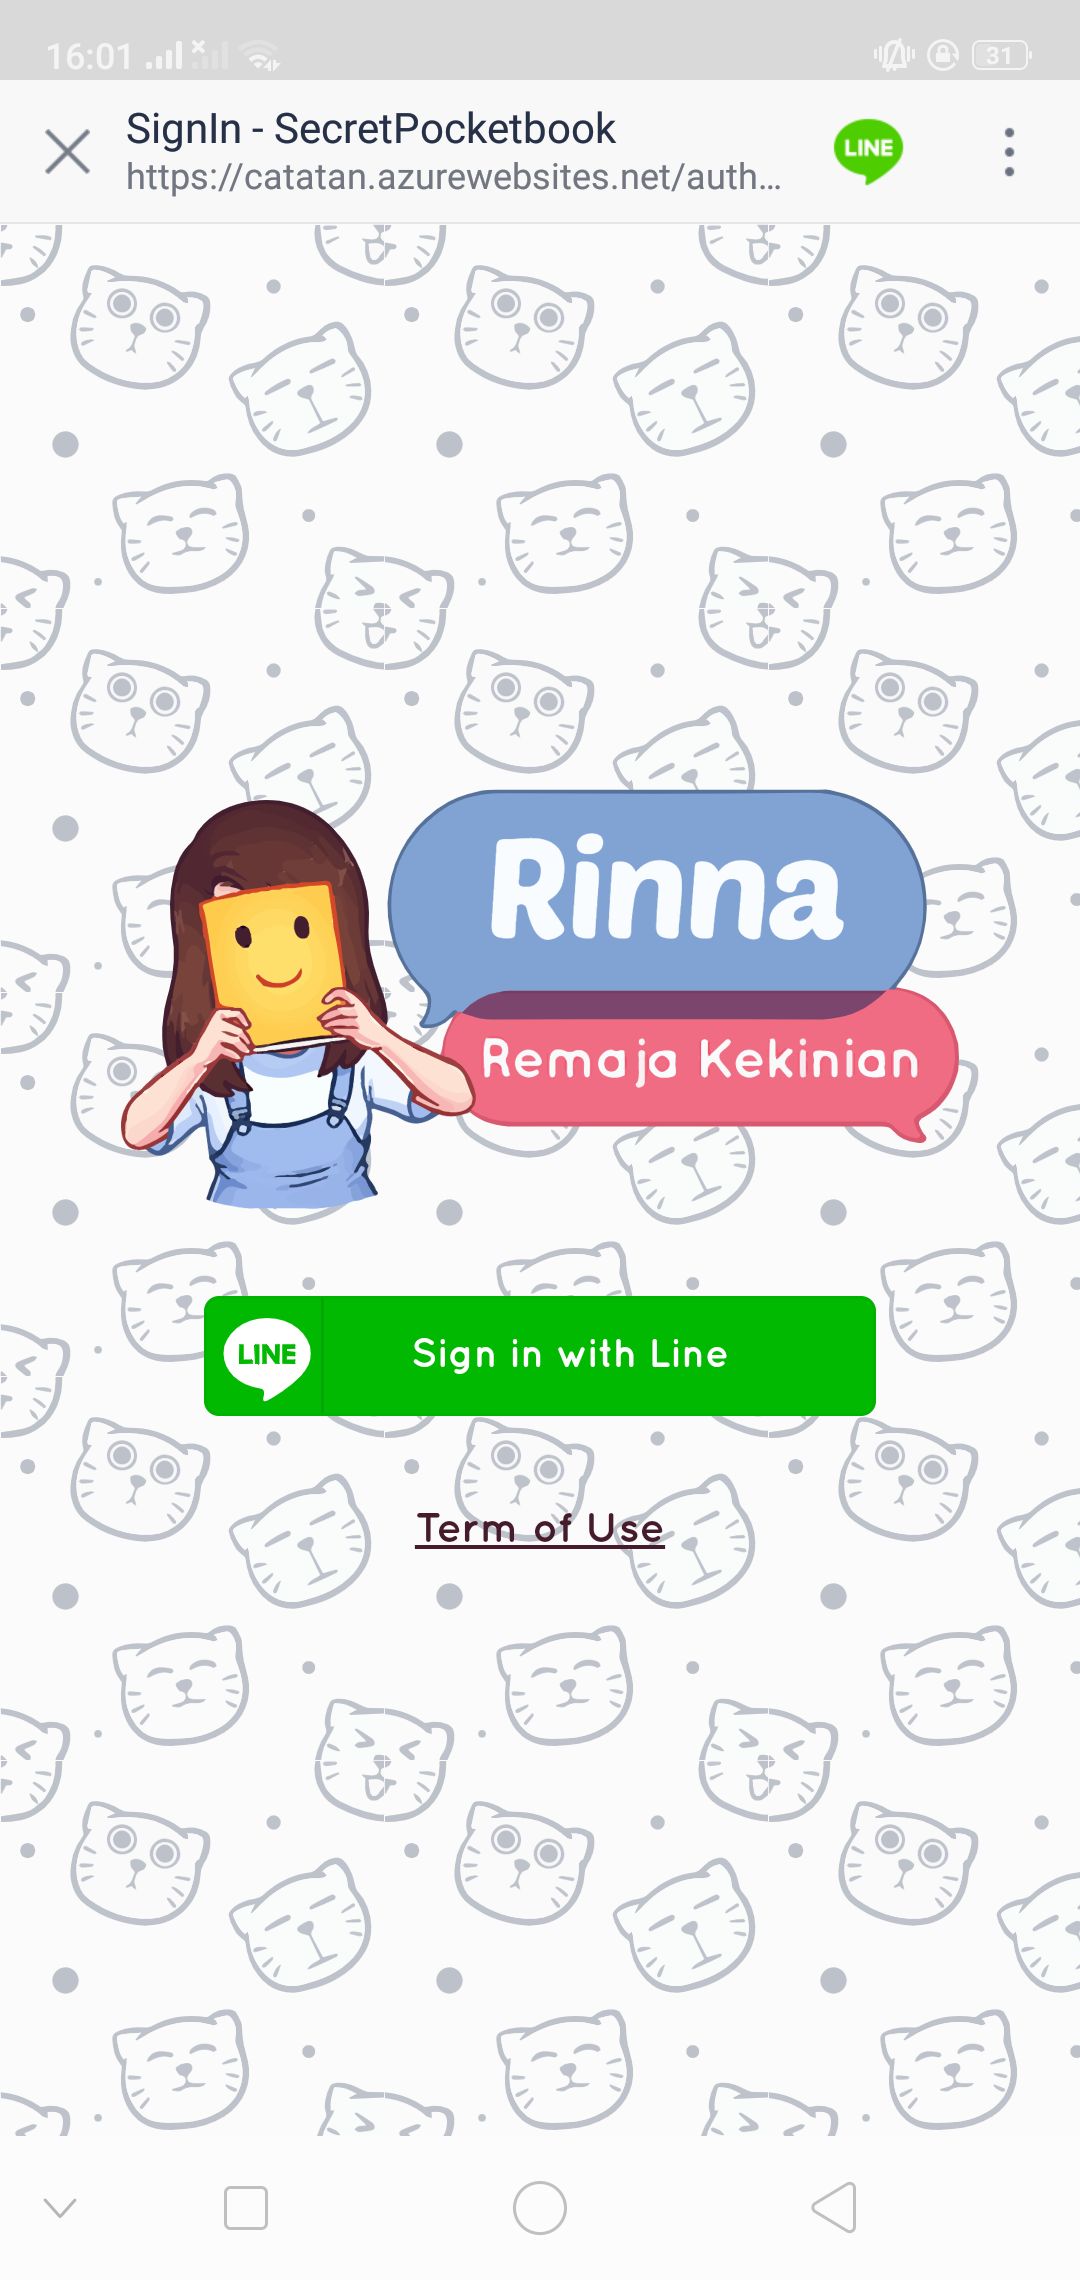 16:01
31
SignIn - SecretPocketbook
https://catatan.azurewebsites.net/auth...
LINE
Rinna
Remaja Kekinian
LINE
Sign in with Line
Term of Use